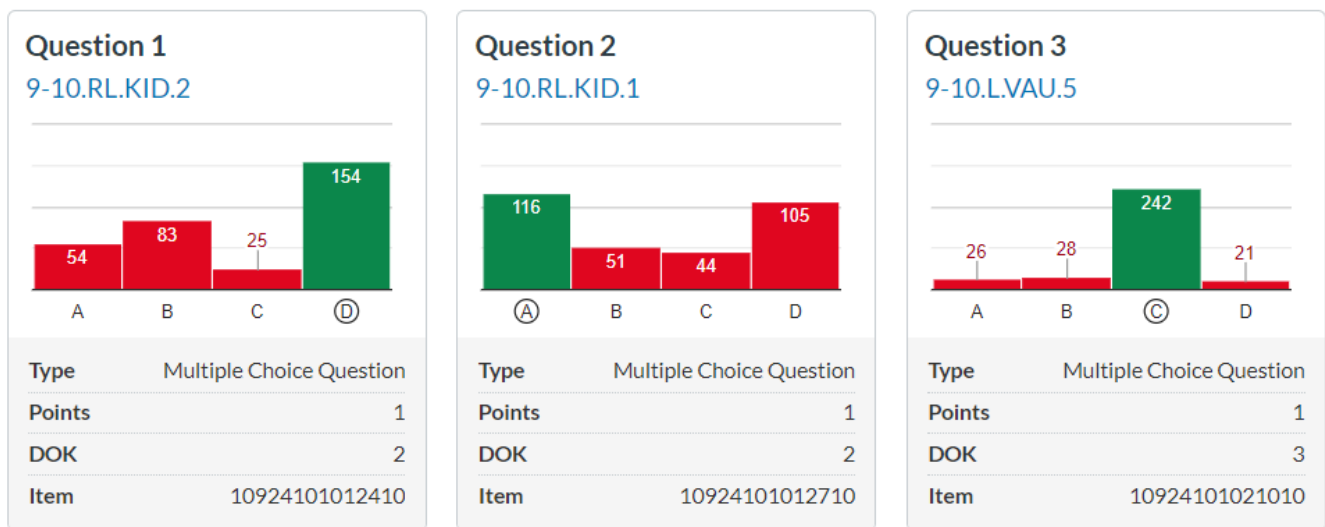 Question 1
9-10.RL.KID.2
154
83
54
25
A B C D
Type Multiple Choice Question
Points 1
DOK 2
Item 10924101012410
Question 2
9-10.RL.KID.1
116
105
51
44
A B C D
Type Multiple Choice Question
Points 1
DOK 2
Item 10924101012710
Question 3
9-10.L.VAU.5
242
26
28
21
A B C D
Type Multiple Choice Question
Points 1
DOK 3
Item 10924101021010